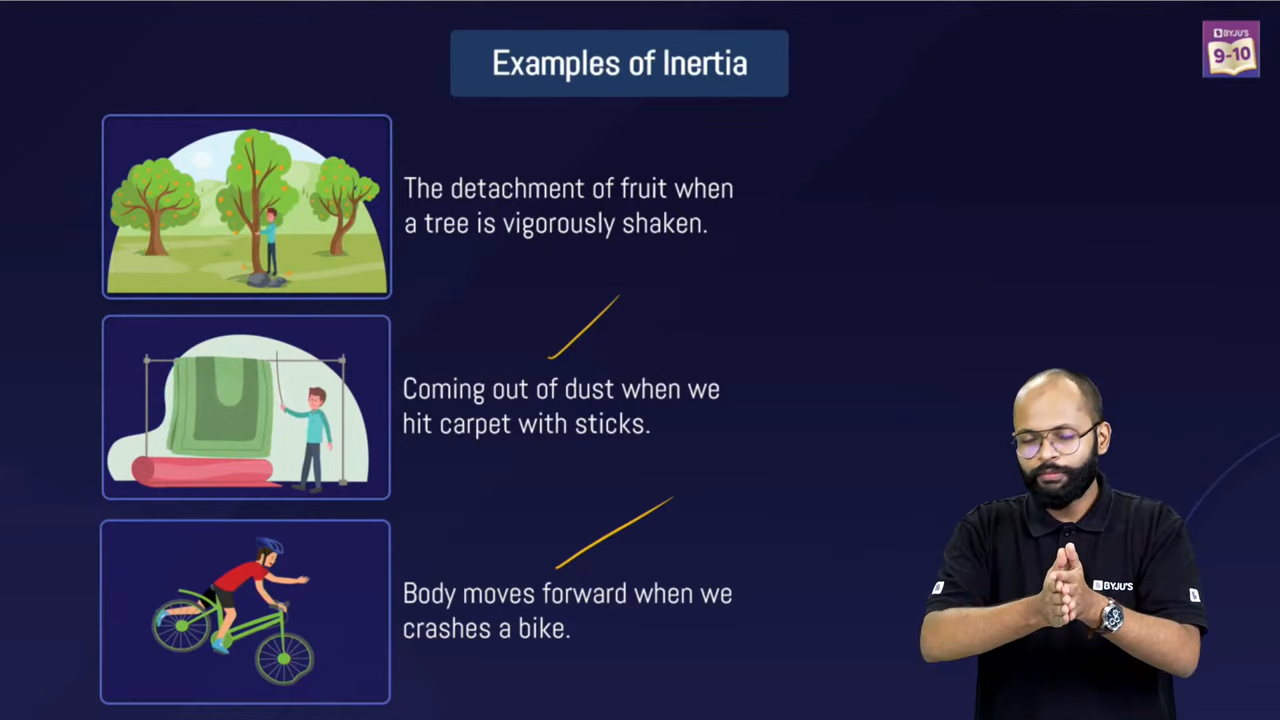 Examples of Inertia
BYJU'S
9-10
The detachment of fruit when
a tree is vigorously shaken.
Coming out of dust when we
hit carpet with sticks.
Body moves forward when we
crashes a bike.
BYJU'S